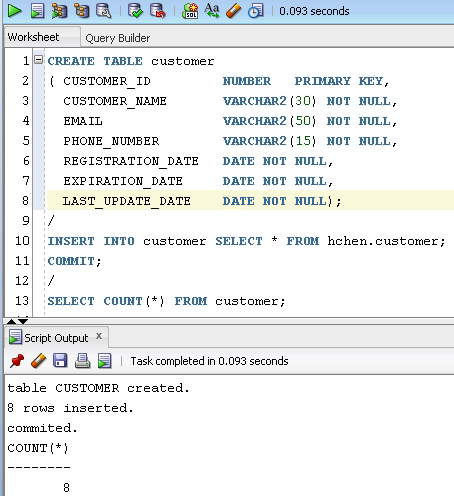 0.093 seconds
Worksheet Query Builder
1 CREATE TABLE customer
2 ( CUSTOMER_ID NUMBER PRIMARY KEY,
3 CUSTOMER_NAME VARCHAR2(30) NOT NULL,
4 EMAIL VARCHAR2(50) NOT NULL,
5 PHONE_NUMBER VARCHAR2(15) NOT NULL,
6 REGISTRATION_DATE DATE NOT NULL,
7 EXPIRATION_DATE DATE NOT NULL,
8 LAST_UPDATE_DATE DATE NOT NULL);
9 /
10 INSERT INTO customer SELECT * FROM hchen.customer;
11 COMMIT;
12 /
13 SELECT COUNT(*) FROM customer;
Script Output x
Task completed in 0.093 seconds
table CUSTOMER created.
8 rows inserted.
commited.
COUNT(*)
--------
8